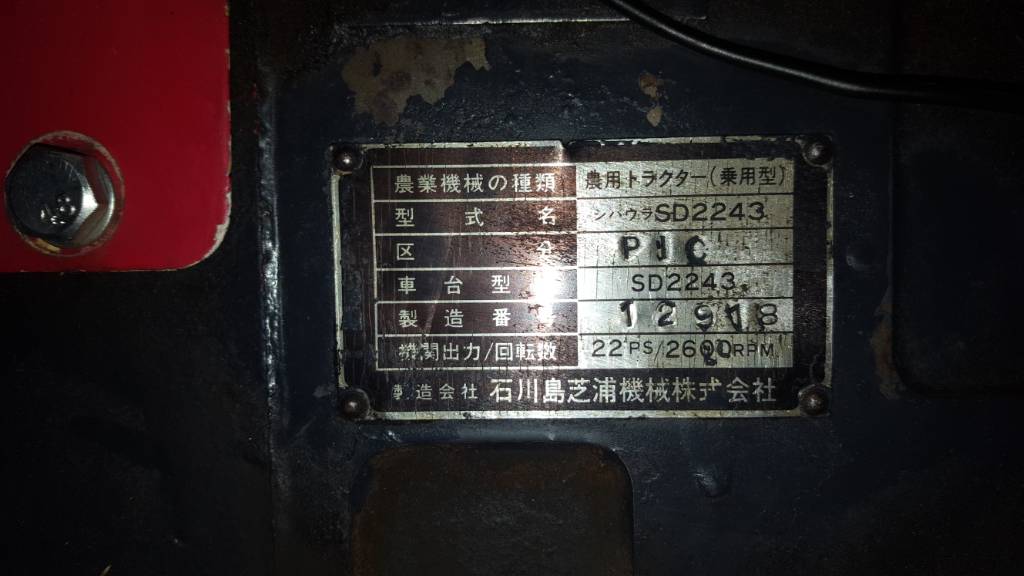 農業機械の種類 農用トラクター(乗用型)
型式名 シバウラSD2243
区分 PIC
車台型 SD2243
製造番号 12918
機関出力/回転数 22PS/2600RPM
製造会社 石川島芝浦機械株式会社